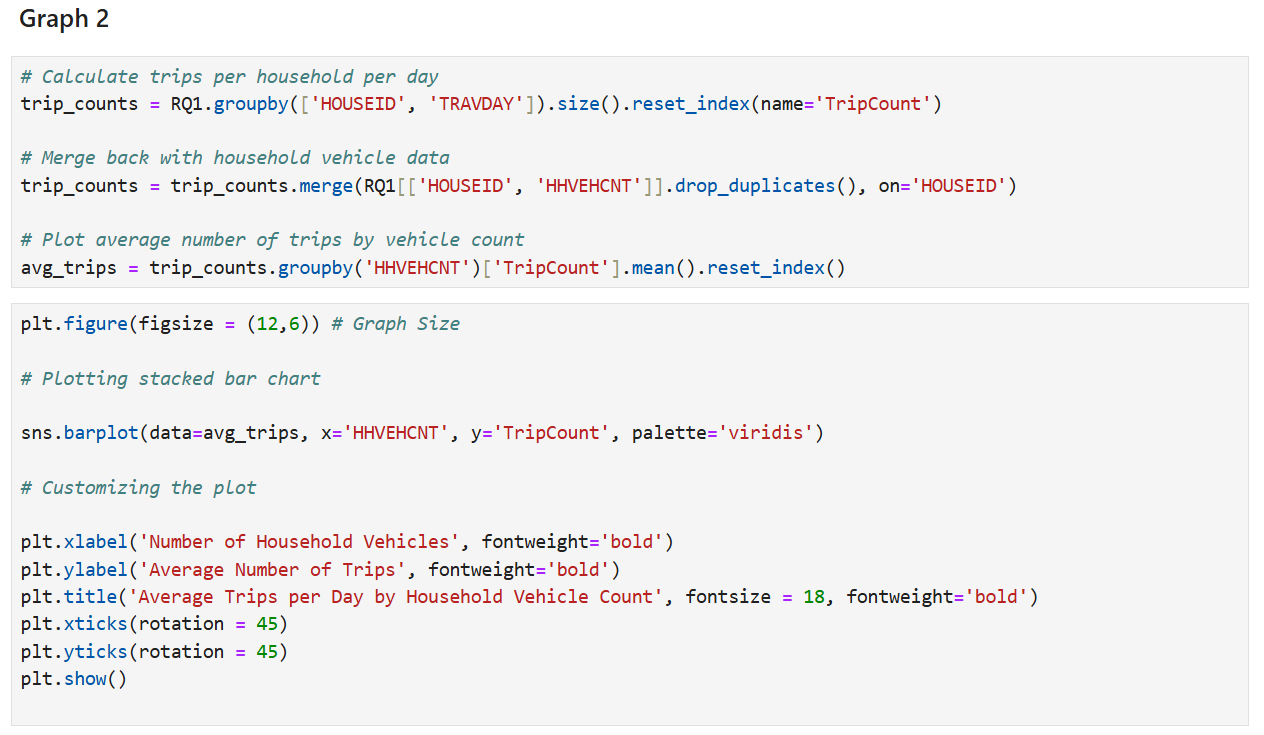 Graph 2
# Calculate trips per household per day
trip_counts = RQ1.groupby(['HOUSEID', 'TRAVDAY']).size().reset_index(name='TripCount')
# Merge back with household vehicle data
trip_counts = trip_counts.merge(RQ1[['HOUSEID', 'HHVEHCNT']].drop_duplicates(), on='HOUSEID')
# Plot average number of trips by vehicle count
avg_trips = trip_counts.groupby('HHVEHCNT')['TripCount'].mean().reset_index()
plt.figure(figsize = (12,6)) # Graph Size
# Plotting stacked bar chart
sns.barplot(data=avg_trips, x='HHVEHCNT', y='TripCount', palette='viridis')
# Customizing the plot
plt.xlabel('Number of Household Vehicles', fontweight='bold')
plt.ylabel('Average Number of Trips', fontweight='bold')
plt.title('Average Trips per Day by Household Vehicle Count', fontsize = 18, fontweight='bold')
plt.xticks(rotation = 45)
plt.yticks(rotation = 45)
plt.show()